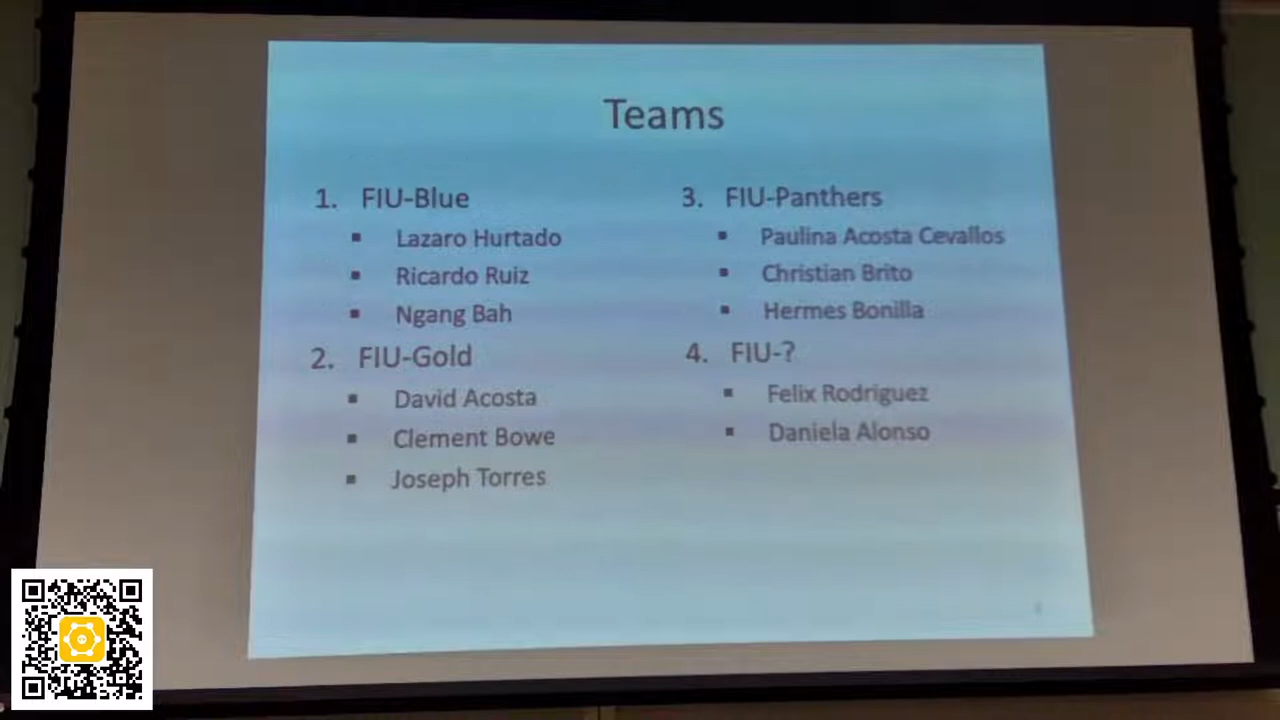 Teams
1. FIU-Blue
▪ Lazaro Hurtado
▪ Ricardo Ruiz
▪ Ngang Bah
2. FIU-Gold
▪ David Acosta
▪ Clement Bowe
▪ Joseph Torres
3. FIU-Panthers
▪ Paulina Acosta Cevallos
▪ Christian Brito
▪ Hermes Bonilla
4. FIU-?
▪ Felix Rodriguez
▪ Daniela Alonso